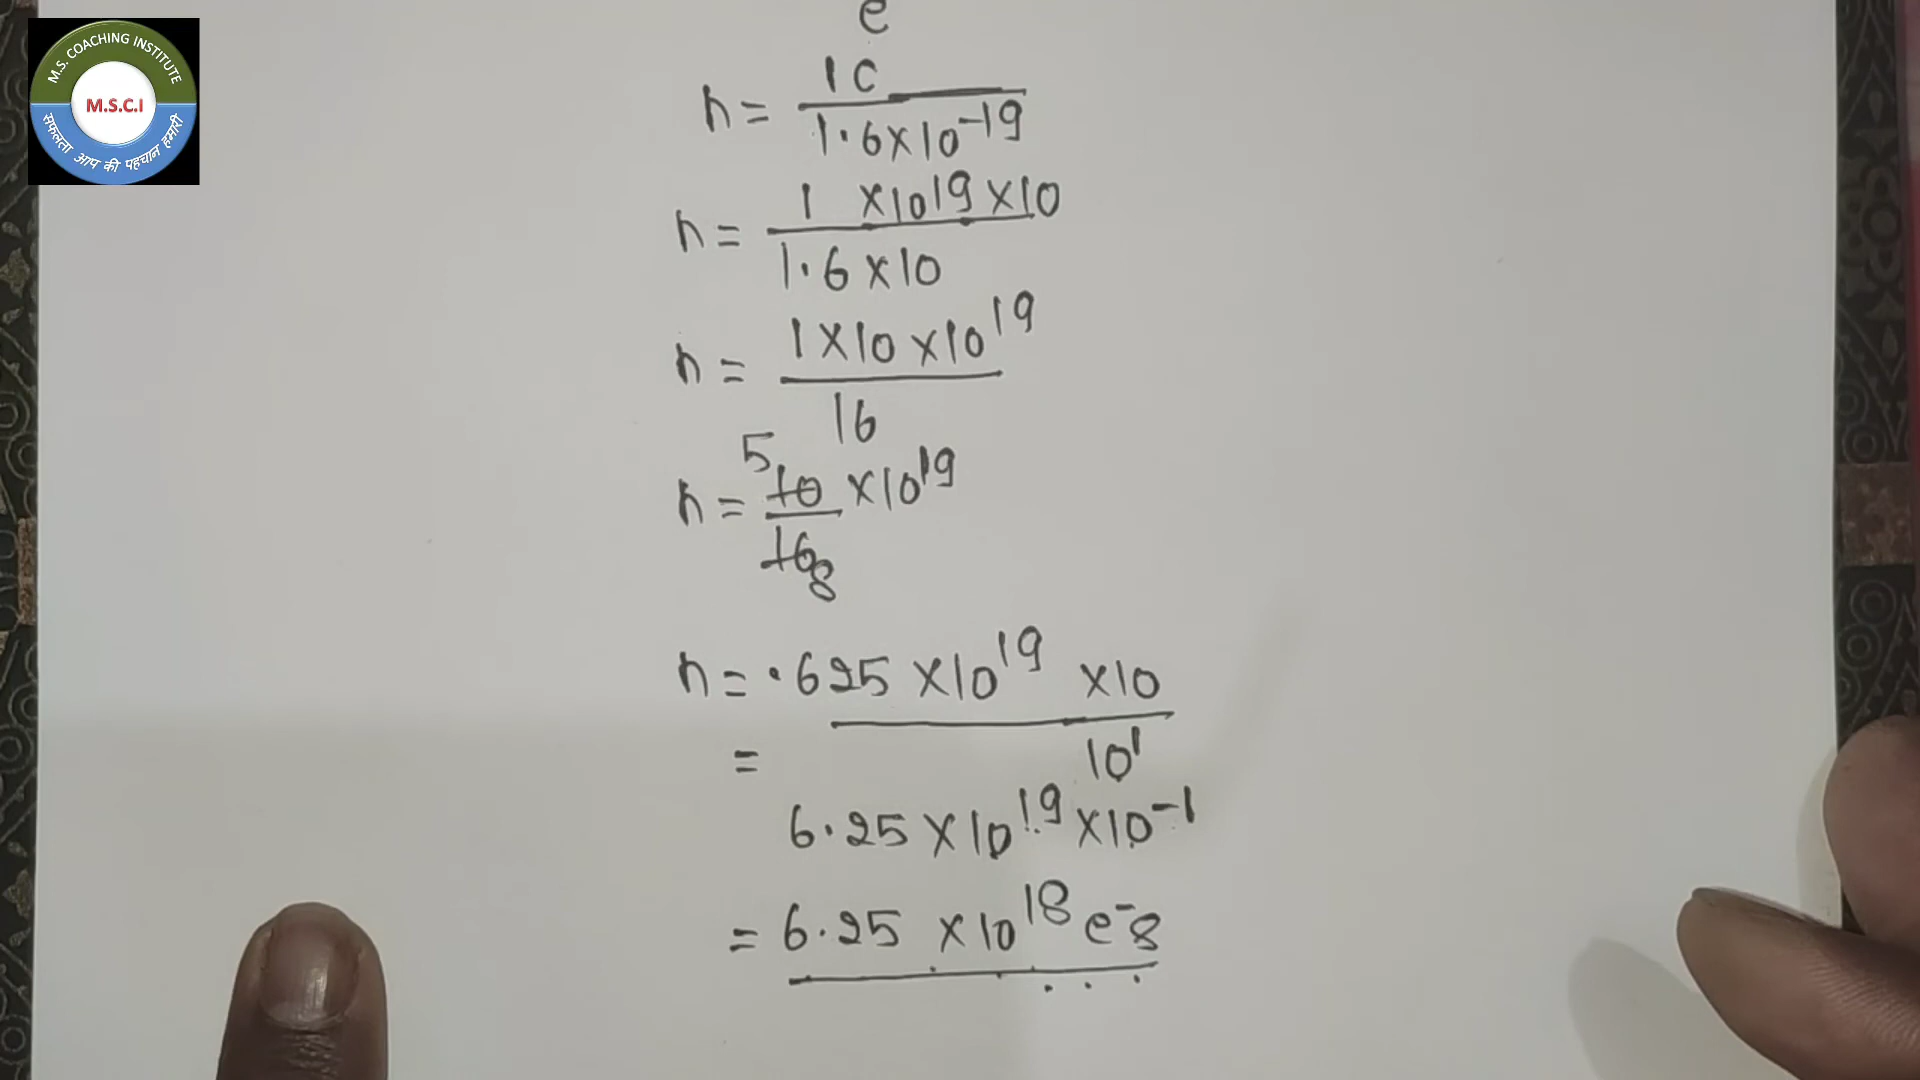 M.S. COACHING INSTITUTE
M.S.C.I
सफलता आप की पहचान हमारी
e
n = 1 C / 1.6×10⁻¹⁹
n = 1 ×10¹⁹ ×10 / 1.6 ×10
n = 1×10 ×10¹⁹ / 16
5
n = 10 ×10¹⁹ / 16
8
n = .625 ×10¹⁹ ×10
= 10¹
6.25 ×10¹⁹ ×10⁻¹
= 6.25 ×10¹⁸ e⁻s